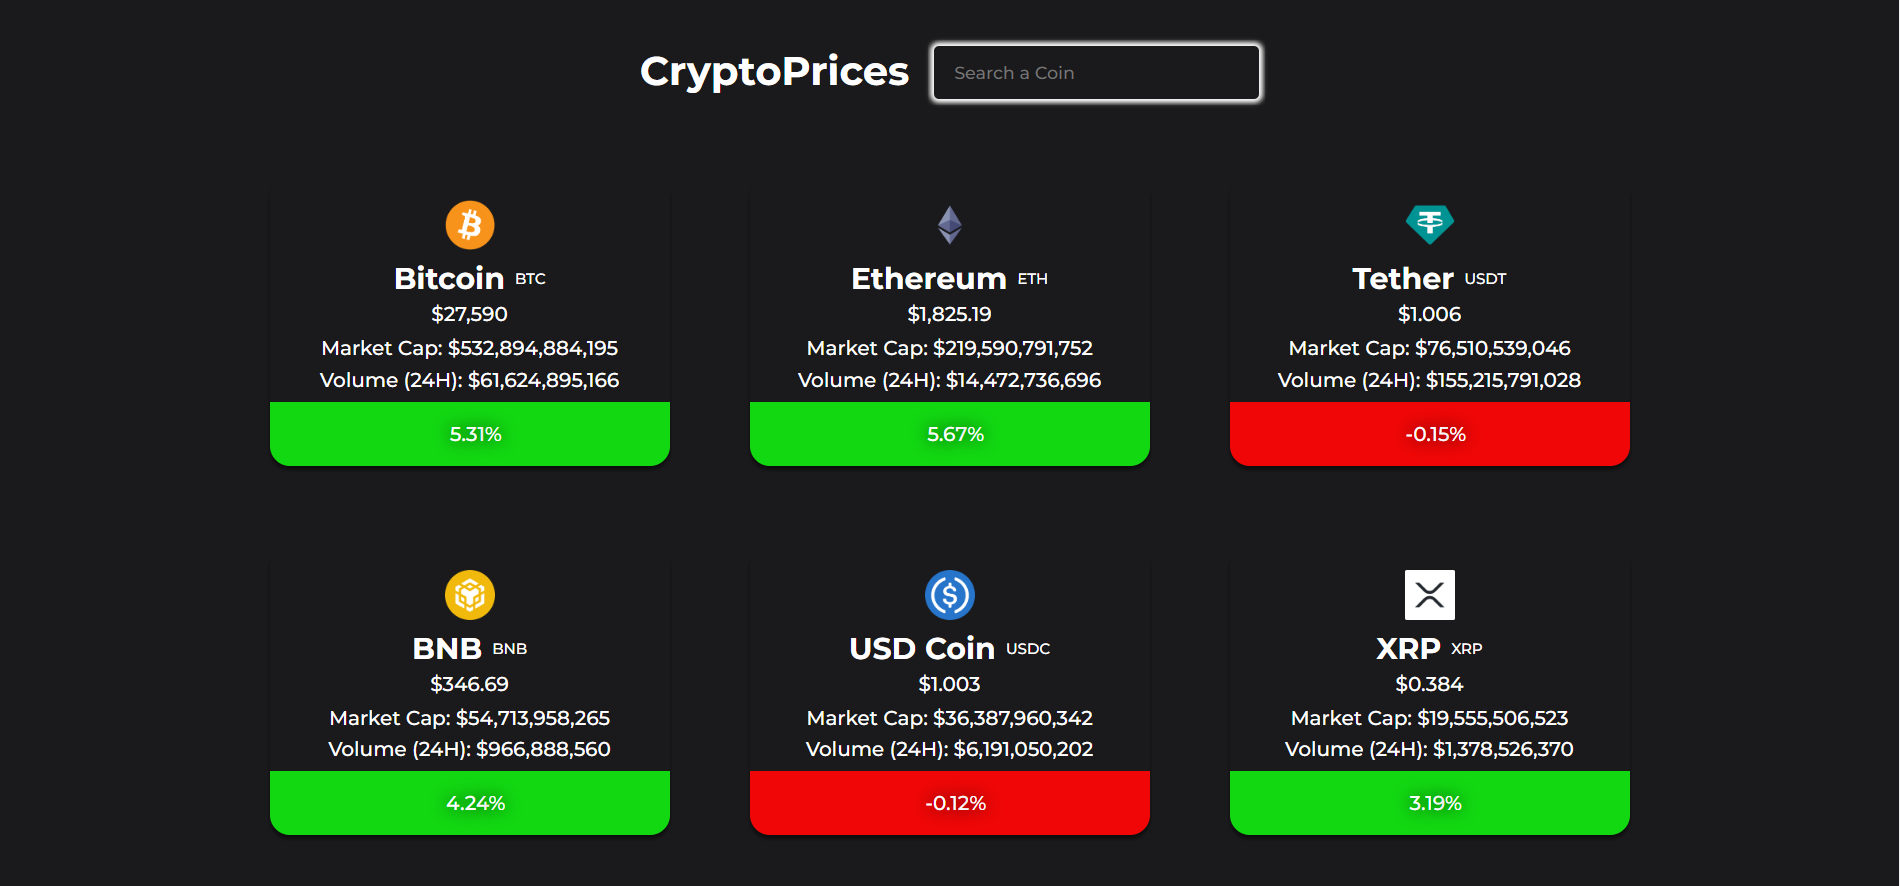 CryptoPrices
Search a Coin
Bitcoin BTC
$27,590
Market Cap: $532,894,884,195
Volume (24H): $61,624,895,166
5.31%
Ethereum ETH
$1,825.19
Market Cap: $219,590,791,752
Volume (24H): $14,472,736,696
5.67%
Tether USDT
$1.006
Market Cap: $76,510,539,046
Volume (24H): $155,215,791,028
-0.15%
BNB BNB
$346.69
Market Cap: $54,713,958,265
Volume (24H): $966,888,560
4.24%
USD Coin USDC
$1.003
Market Cap: $36,387,960,342
Volume (24H): $6,191,050,202
-0.12%
XRP XRP
$0.384
Market Cap: $19,555,506,523
Volume (24H): $1,378,526,370
3.19%